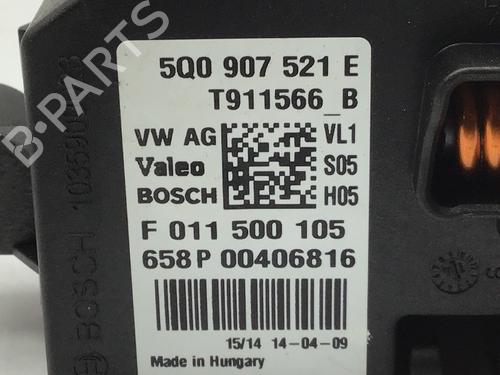 5Q0 907 521 E
T911566_B
VW AG VL1
Valeo S05
BOSCH H05
F 011 500 105
658P 00406816
15/14 14-04-09
Made in Hungary
BOSCH
B-PARTS